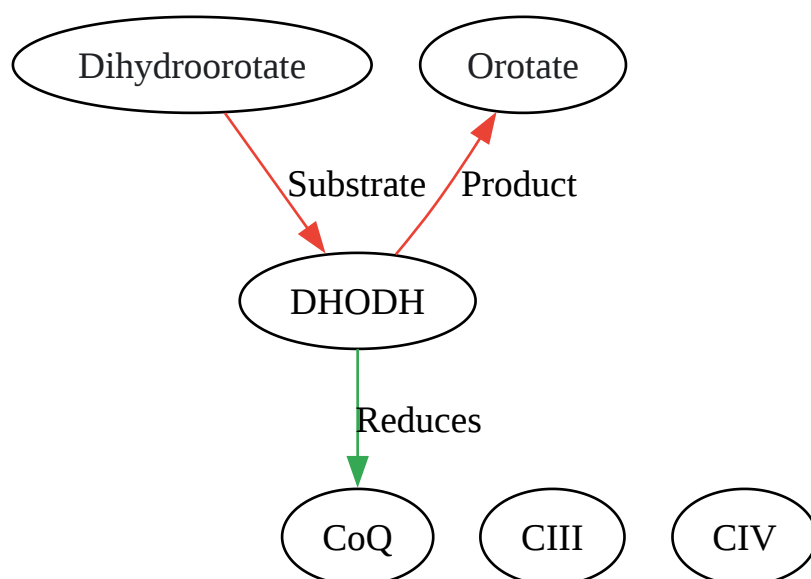 Dihydroorotate
Orotate
Substrate
Product
DHODH
Reduces
CoQ
CIII
CIV